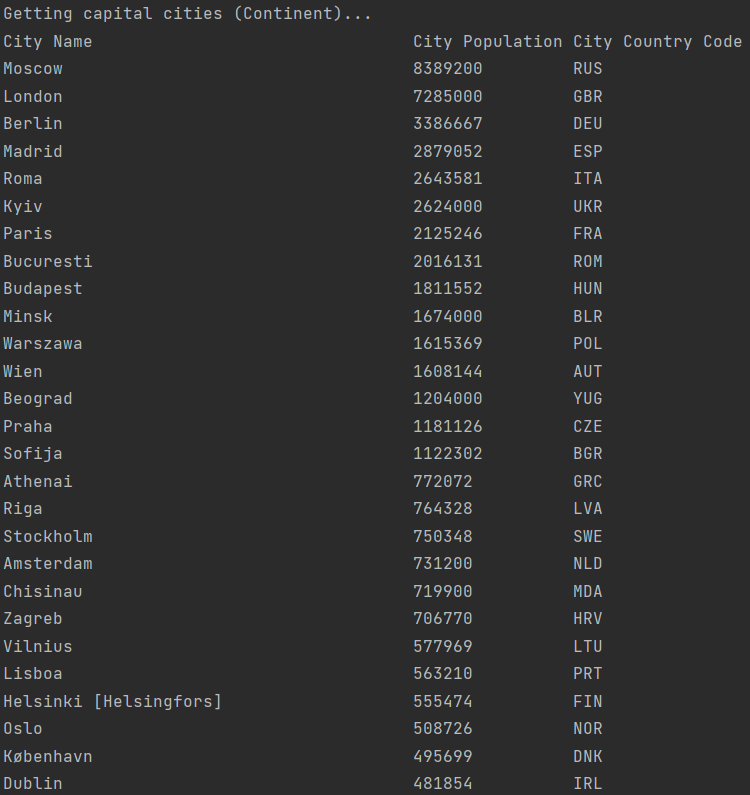 Getting capital cities (Continent)...
City Name City Population City Country Code
Moscow 8389200 RUS
London 7285000 GBR
Berlin 3386667 DEU
Madrid 2879052 ESP
Roma 2643581 ITA
Kyiv 2624000 UKR
Paris 2125246 FRA
Bucuresti 2016131 ROM
Budapest 1811552 HUN
Minsk 1674000 BLR
Warszawa 1615369 POL
Wien 1608144 AUT
Beograd 1204000 YUG
Praha 1181126 CZE
Sofija 1122302 BGR
Athenai 772072 GRC
Riga 764328 LVA
Stockholm 750348 SWE
Amsterdam 731200 NLD
Chisinau 719900 MDA
Zagreb 706770 HRV
Vilnius 577969 LTU
Lisboa 563210 PRT
Helsinki [Helsingfors] 555474 FIN
Oslo 508726 NOR
København 495699 DNK
Dublin 481854 IRL